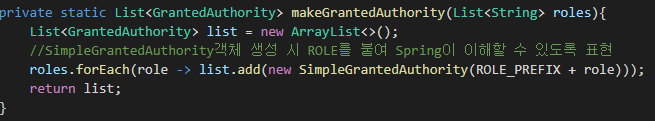 private static List<GrantedAuthority> makeGrantedAuthority(List<String> roles){
List<GrantedAuthority> list = new ArrayList<>();
//SimpleGrantedAuthority객체 생성 시 ROLE를 붙여 Spring이 이해할 수 있도록 표현
roles.forEach(role -> list.add(new SimpleGrantedAuthority(ROLE_PREFIX + role)));
return list;
}